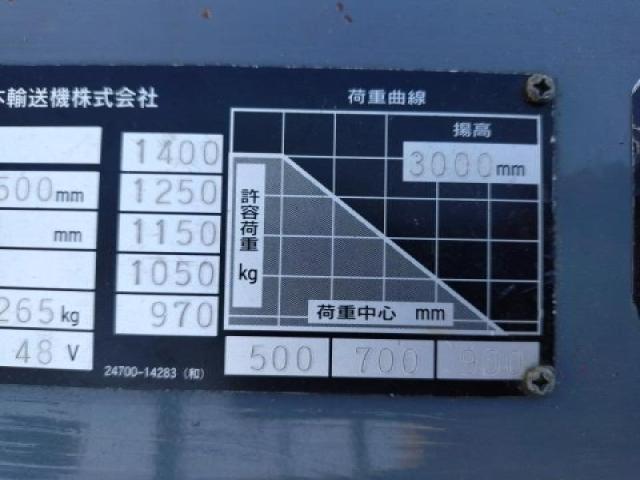 本輸送機株式会社
荷重曲線
揚高
3000mm
1400
1250
1150
1050
970
500mm
mm
265kg
48V
許容荷重 kg
荷重中心 mm
500 700 900
24700-14283 (和)